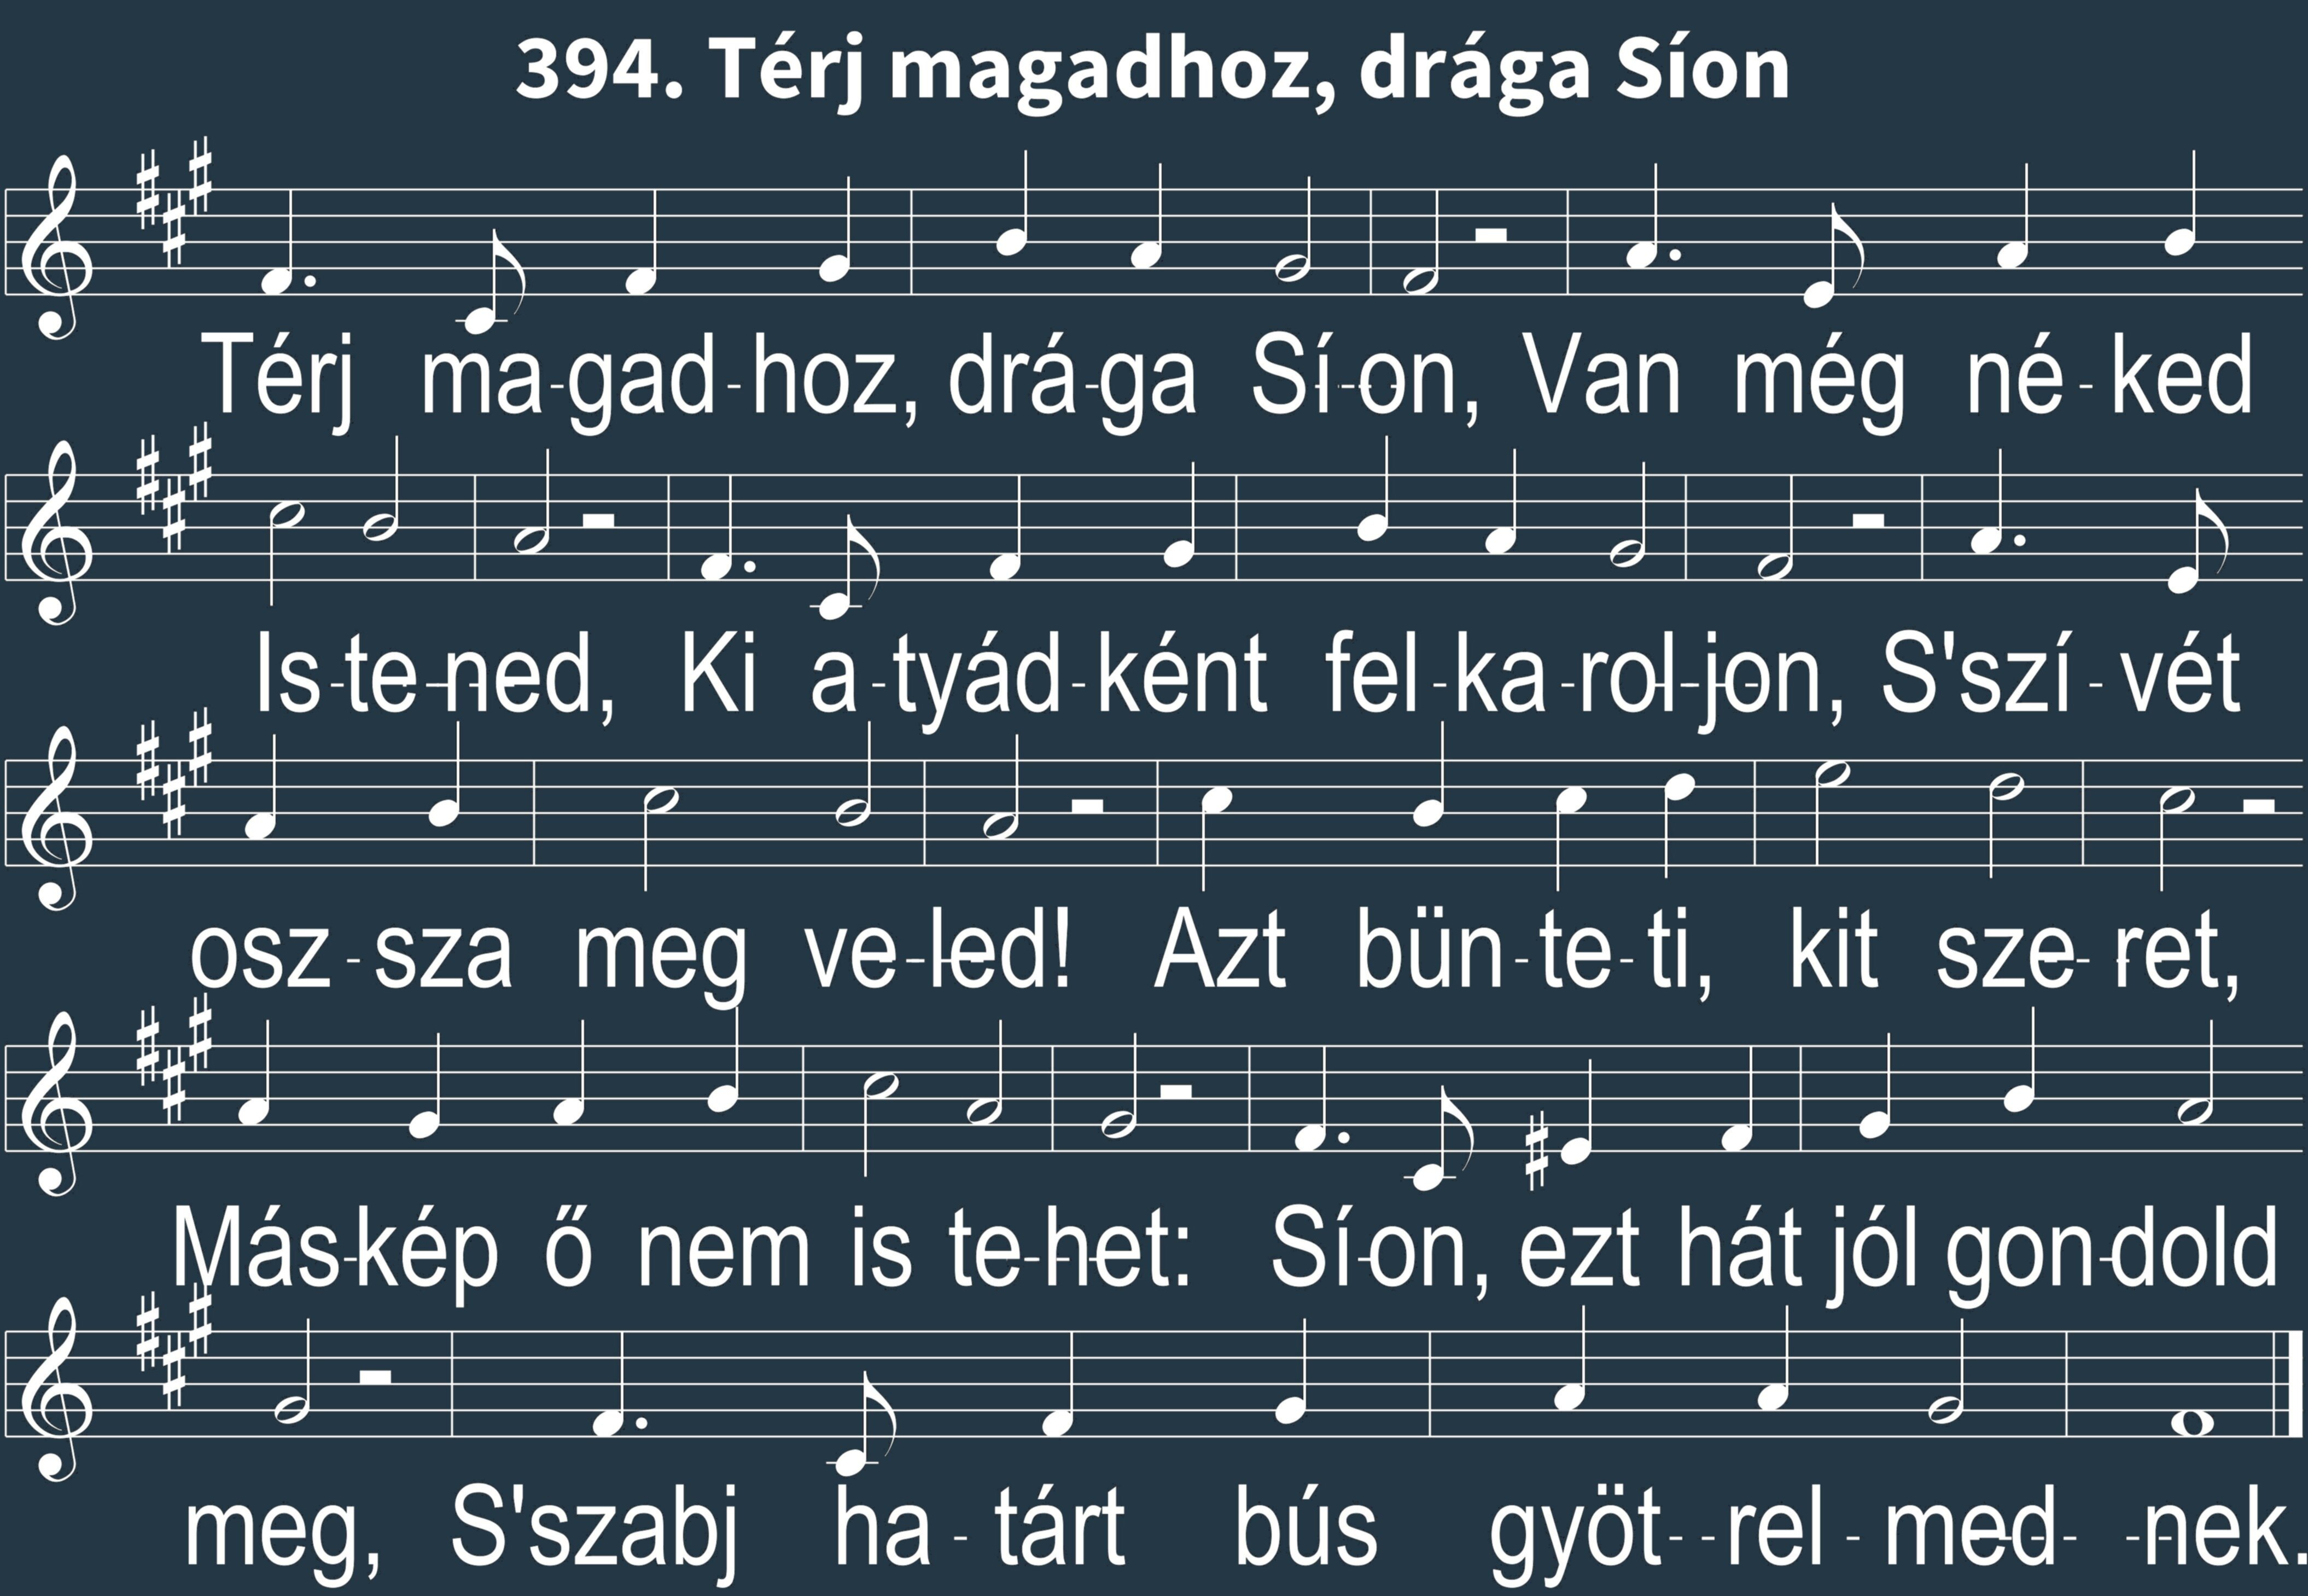 394. Térj magadhoz, drága Síon
Térj ma-gad-hoz, drá-ga Sí-on, Van még né-ked
Is-te-ned, Ki a-tyád-ként fel-ka-rol-jon, S'szí-vét
osz-sza meg ve-led! Azt bün-te-ti, kit sze-ret,
Más-kép ő nem is te-het: Sí-on, ezt hát jól gon-dold
meg, S'szabj ha-tárt bús gyöt-rel-med-nek.